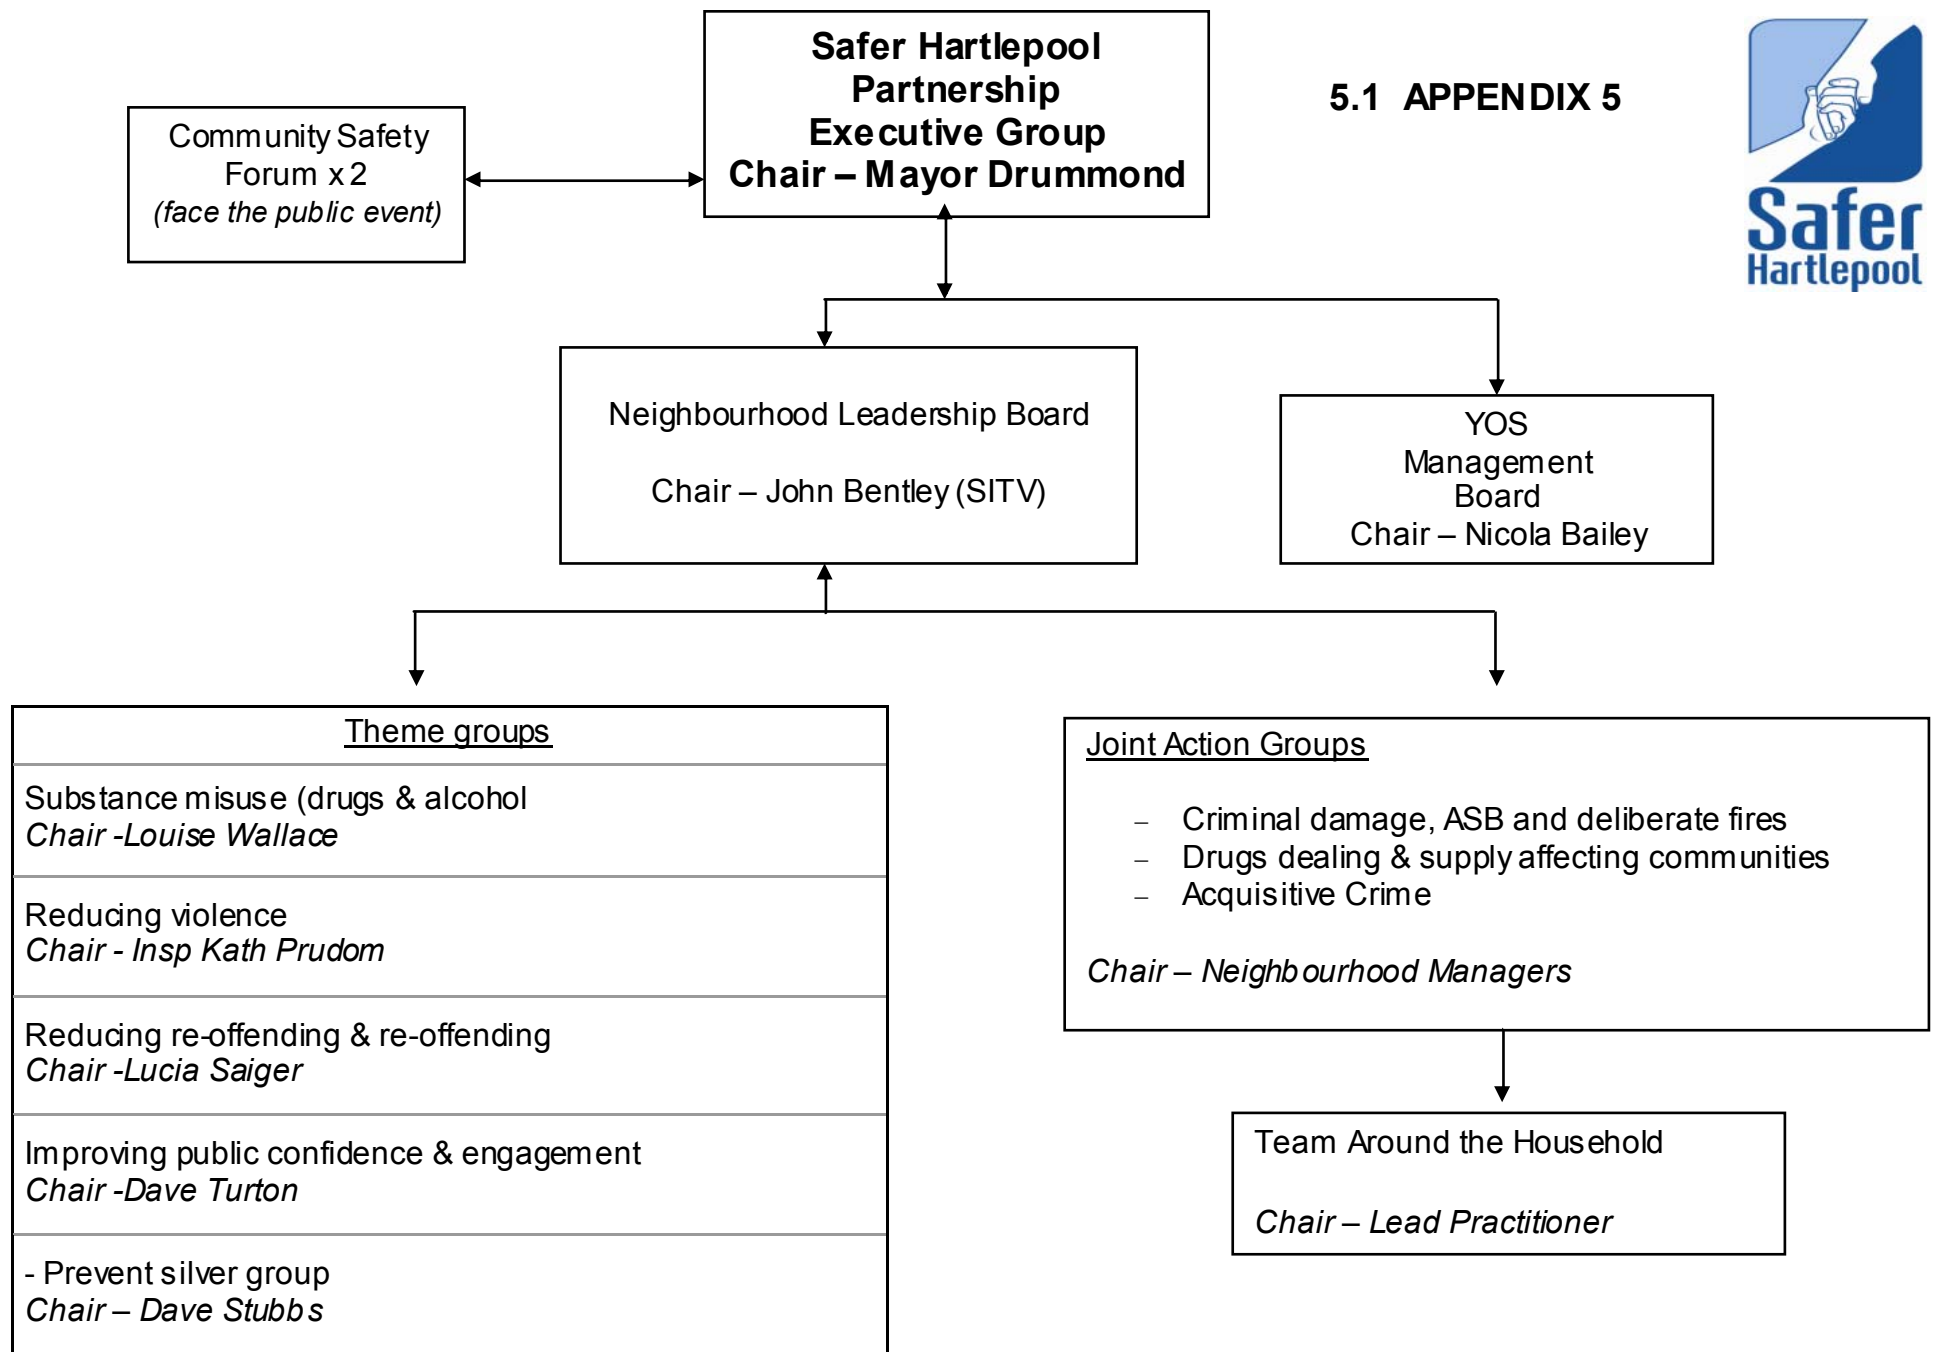 Safer Hartlepool
Partnership
Executive Group
Chair – Mayor Drummond
5.1 APPENDIX 5
Safer
Hartlepool
Community Safety
Forum x 2
(face the public event)
Neighbourhood Leadership Board
Chair – John Bentley (SITV)
YOS
Management
Board
Chair – Nicola Bailey
Theme groups
Substance misuse (drugs & alcohol
Chair -Louise Wallace
Reducing violence
Chair - Insp Kath Prudom
Reducing re-offending & re-offending
Chair -Lucia Saiger
Improving public confidence & engagement
Chair -Dave Turton
- Prevent silver group
Chair – Dave Stubbs
Joint Action Groups
– Criminal damage, ASB and deliberate fires
– Drugs dealing & supply affecting communities
– Acquisitive Crime
Chair – Neighbourhood Managers
Team Around the Household
Chair – Lead Practitioner